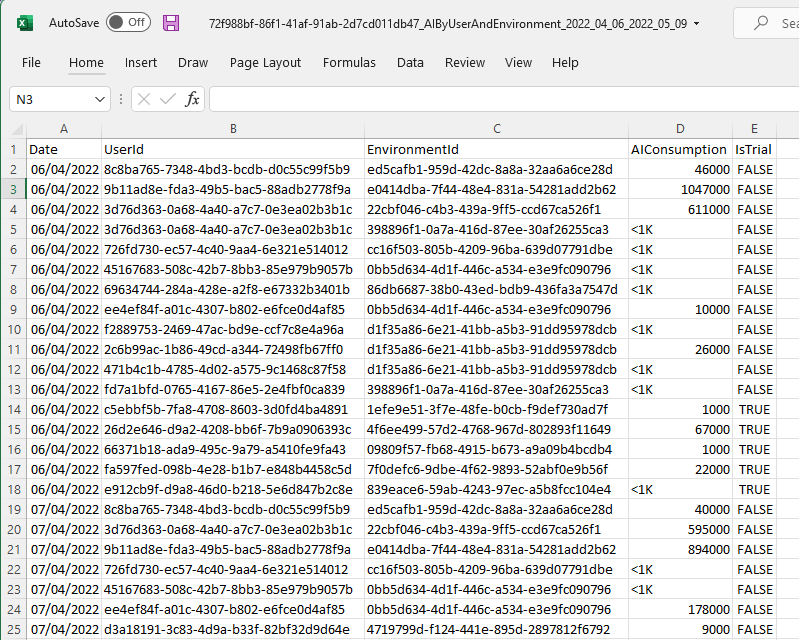 AutoSave Off 72f988bf-86f1-41af-91ab-2d7cd011db47_AIByUserAndEnvironment_2022_04_06_2022_05_09
File Home Insert Draw Page Layout Formulas Data Review View Help
N3 fx
A B C D E
1 Date UserId EnvironmentId AIConsumption IsTrial
2 06/04/2022 8c8ba765-7348-4bd3-bcdb-d0c55c99f5b9 ed5cafb1-959d-42dc-8a8a-32aa6a6ce28d 46000 FALSE
3 06/04/2022 9b11ad8e-fda3-49b5-bac5-88adb2778f9a e0414dba-7f44-48e4-831a-54281add2b62 1047000 FALSE
4 06/04/2022 3d76d363-0a68-4a40-a7c7-0e3ea02b3b1c 22cbf046-c4b3-439a-9ff5-ccd67ca526f1 611000 FALSE
5 06/04/2022 3d76d363-0a68-4a40-a7c7-0e3ea02b3b1c 398896f1-0a7a-416d-87ee-30af26255ca3 <1K FALSE
6 06/04/2022 726fd730-ec57-4c40-9aa4-6e321e514012 cc16f503-805b-4209-96ba-639d07791dbe <1K FALSE
7 06/04/2022 45167683-508c-42b7-8bb3-85e979b9057b 0bb5d634-4d1f-446c-a534-e3e9fc090796 <1K FALSE
8 06/04/2022 69634744-284a-428e-a2f8-e67332b3401b 86db6687-38b0-43ed-bdb9-436fa3a7547d <1K FALSE
9 06/04/2022 ee4ef84f-a01c-4307-b802-e6fce0d4af85 0bb5d634-4d1f-446c-a534-e3e9fc090796 10000 FALSE
10 06/04/2022 f2889753-2469-47ac-bd9e-ccf7c8e4a96a d1f35a86-6e21-41bb-a5b3-91dd95978dcb <1K FALSE
11 06/04/2022 2c6b99ac-1b86-49cd-a344-72498fb67ff0 d1f35a86-6e21-41bb-a5b3-91dd95978dcb 26000 FALSE
12 06/04/2022 471b4c1b-4785-4d02-a575-9c1468c87f58 d1f35a86-6e21-41bb-a5b3-91dd95978dcb <1K FALSE
13 06/04/2022 fd7a1bfd-0765-4167-86e5-2e4fbf0ca839 398896f1-0a7a-416d-87ee-30af26255ca3 <1K FALSE
14 06/04/2022 c5ebbf5b-7fa8-4708-8603-3d0fd4ba4891 1efe9e51-3f7e-48fe-b0cb-f9def730ad7f 1000 TRUE
15 06/04/2022 26d2e646-d9a2-4208-bb6f-7b9a0906393c 4f6ee499-57d2-4768-967d-802893f11649 67000 TRUE
16 06/04/2022 66371b18-ada9-495c-9a79-a5410fe9fa43 09809f57-fb68-4915-b673-a9a09b4bcdb4 1000 TRUE
17 06/04/2022 fa597fed-098b-4e28-b1b7-e848b4458c5d 7f0defc6-9dbe-4f62-9893-52abf0e9b56f 22000 TRUE
18 06/04/2022 e912cb9f-d9a8-46d0-b218-5e6d847b2c8e 839eace6-59ab-4243-97ec-a5b8fcc104e4 <1K TRUE
19 07/04/2022 8c8ba765-7348-4bd3-bcdb-d0c55c99f5b9 ed5cafb1-959d-42dc-8a8a-32aa6a6ce28d 40000 FALSE
20 07/04/2022 3d76d363-0a68-4a40-a7c7-0e3ea02b3b1c 22cbf046-c4b3-439a-9ff5-ccd67ca526f1 595000 FALSE
21 07/04/2022 9b11ad8e-fda3-49b5-bac5-88adb2778f9a e0414dba-7f44-48e4-831a-54281add2b62 894000 FALSE
22 07/04/2022 726fd730-ec57-4c40-9aa4-6e321e514012 cc16f503-805b-4209-96ba-639d07791dbe <1K FALSE
23 07/04/2022 45167683-508c-42b7-8bb3-85e979b9057b 0bb5d634-4d1f-446c-a534-e3e9fc090796 <1K FALSE
24 07/04/2022 ee4ef84f-a01c-4307-b802-e6fce0d4af85 0bb5d634-4d1f-446c-a534-e3e9fc090796 178000 FALSE
25 07/04/2022 d3a18191-3c83-4d9a-b33f-82bf32d9d64e 4719799d-f124-441e-895d-2897812f6792 9000 FALSE